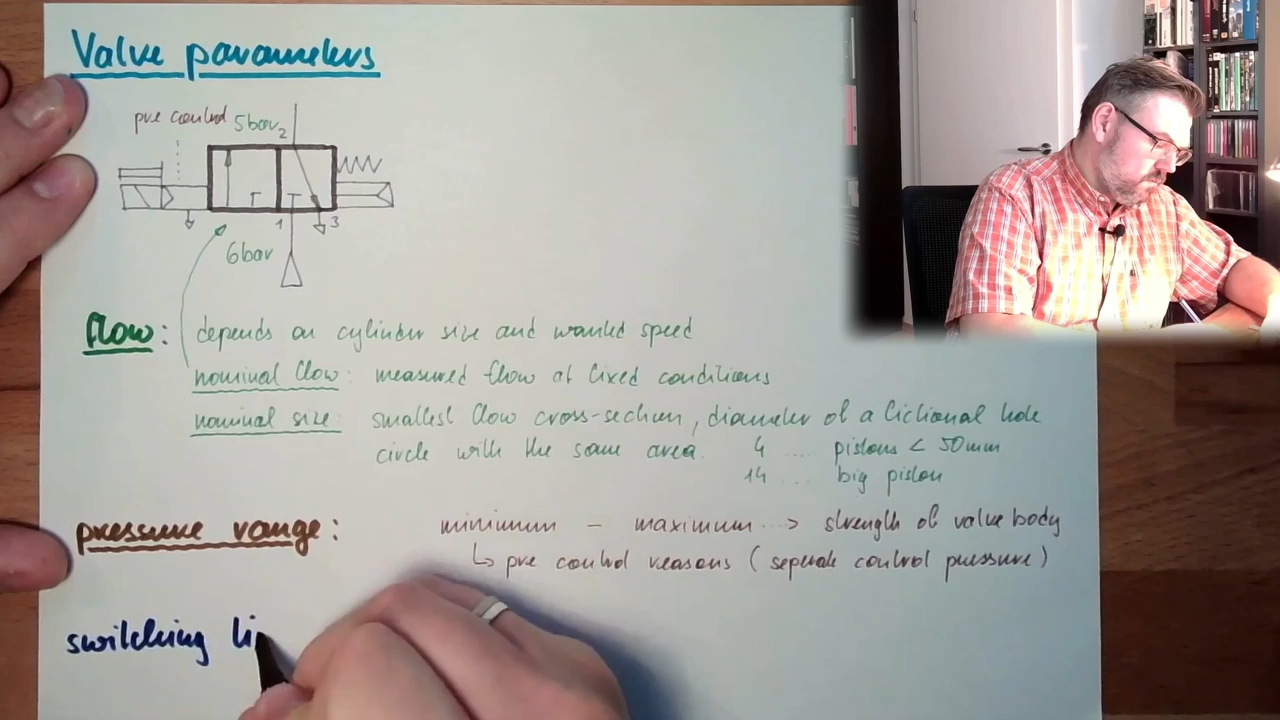 Valve parameters
pre control 5bar 2
1 3
6bar
flow: depends on cylinder size and wanted speed
nominal flow: measured flow at fixed conditions
nominal size: smallest flow cross-section, diameter of a fictional hole
circle with the same area. 4 .... pistons < 50mm
14 .... big piston
pressure range: minimum - maximum ...> strength of valve body
↳ pre control reasons (seperate control pressure)
switching ti